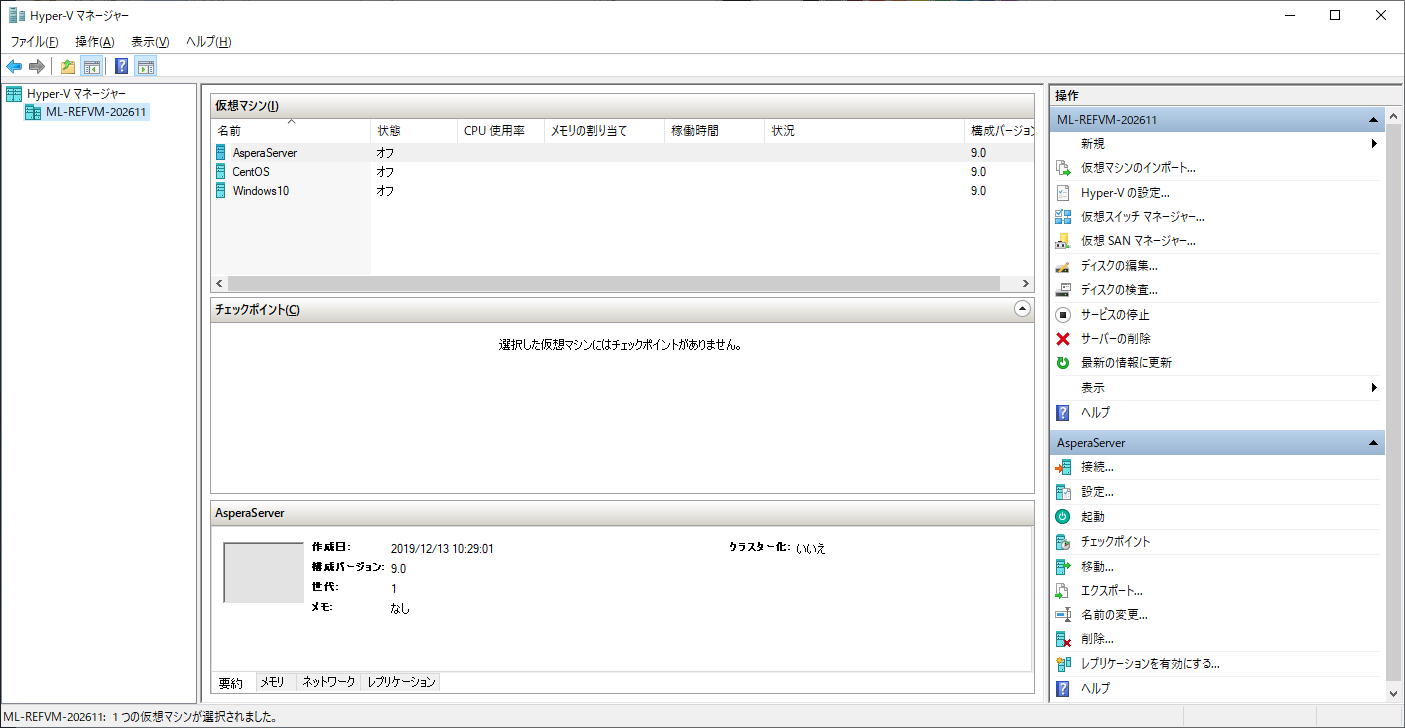 Hyper-V マネージャー
ファイル(F) 操作(A) 表示(V) ヘルプ(H)
Hyper-V マネージャー
ML-REFVM-202611
仮想マシン(I)
名前 状態 CPU 使用率 メモリの割り当て 稼働時間 状況 構成バージョン
AsperaServer オフ 9.0
CentOS オフ 9.0
Windows10 オフ 9.0
チェックポイント(C)
選択した仮想マシンにはチェックポイントがありません。
AsperaServer
作成日: 2019/12/13 10:29:01 クラスター化: いいえ
構成バージョン: 9.0
世代: 1
メモ: なし
要約 メモリ ネットワーク レプリケーション
操作
ML-REFVM-202611
新規
仮想マシンのインポート...
Hyper-V の設定...
仮想スイッチ マネージャー...
仮想 SAN マネージャー...
ディスクの編集...
ディスクの検査...
サービスの停止
サーバーの削除
最新の情報に更新
表示
ヘルプ
AsperaServer
接続...
設定...
起動
チェックポイント
移動...
エクスポート...
名前の変更...
削除...
レプリケーションを有効にする...
ヘルプ
ML-REFVM-202611: 1 つの仮想マシンが選択されました。